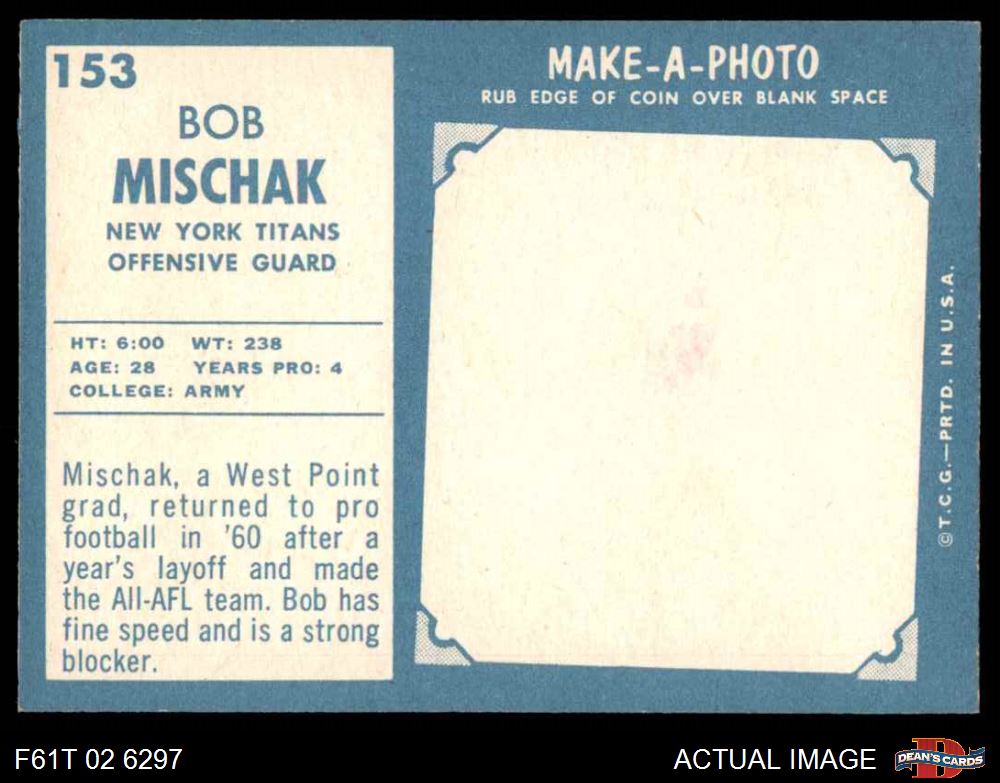 153
BOB
MISCHAK
NEW YORK TITANS
OFFENSIVE GUARD
HT: 6:00 WT: 238
AGE: 28 YEARS PRO: 4
COLLEGE: ARMY
Mischak, a West Point
grad, returned to pro
football in '60 after a
year's layoff and made
the All-AFL team. Bob has
fine speed and is a strong
blocker.
MAKE-A-PHOTO
RUB EDGE OF COIN OVER BLANK SPACE
©T.C.G.—PRTD. IN U.S.A.
F61T 02 6297
ACTUAL IMAGE
DEAN'S CARDS